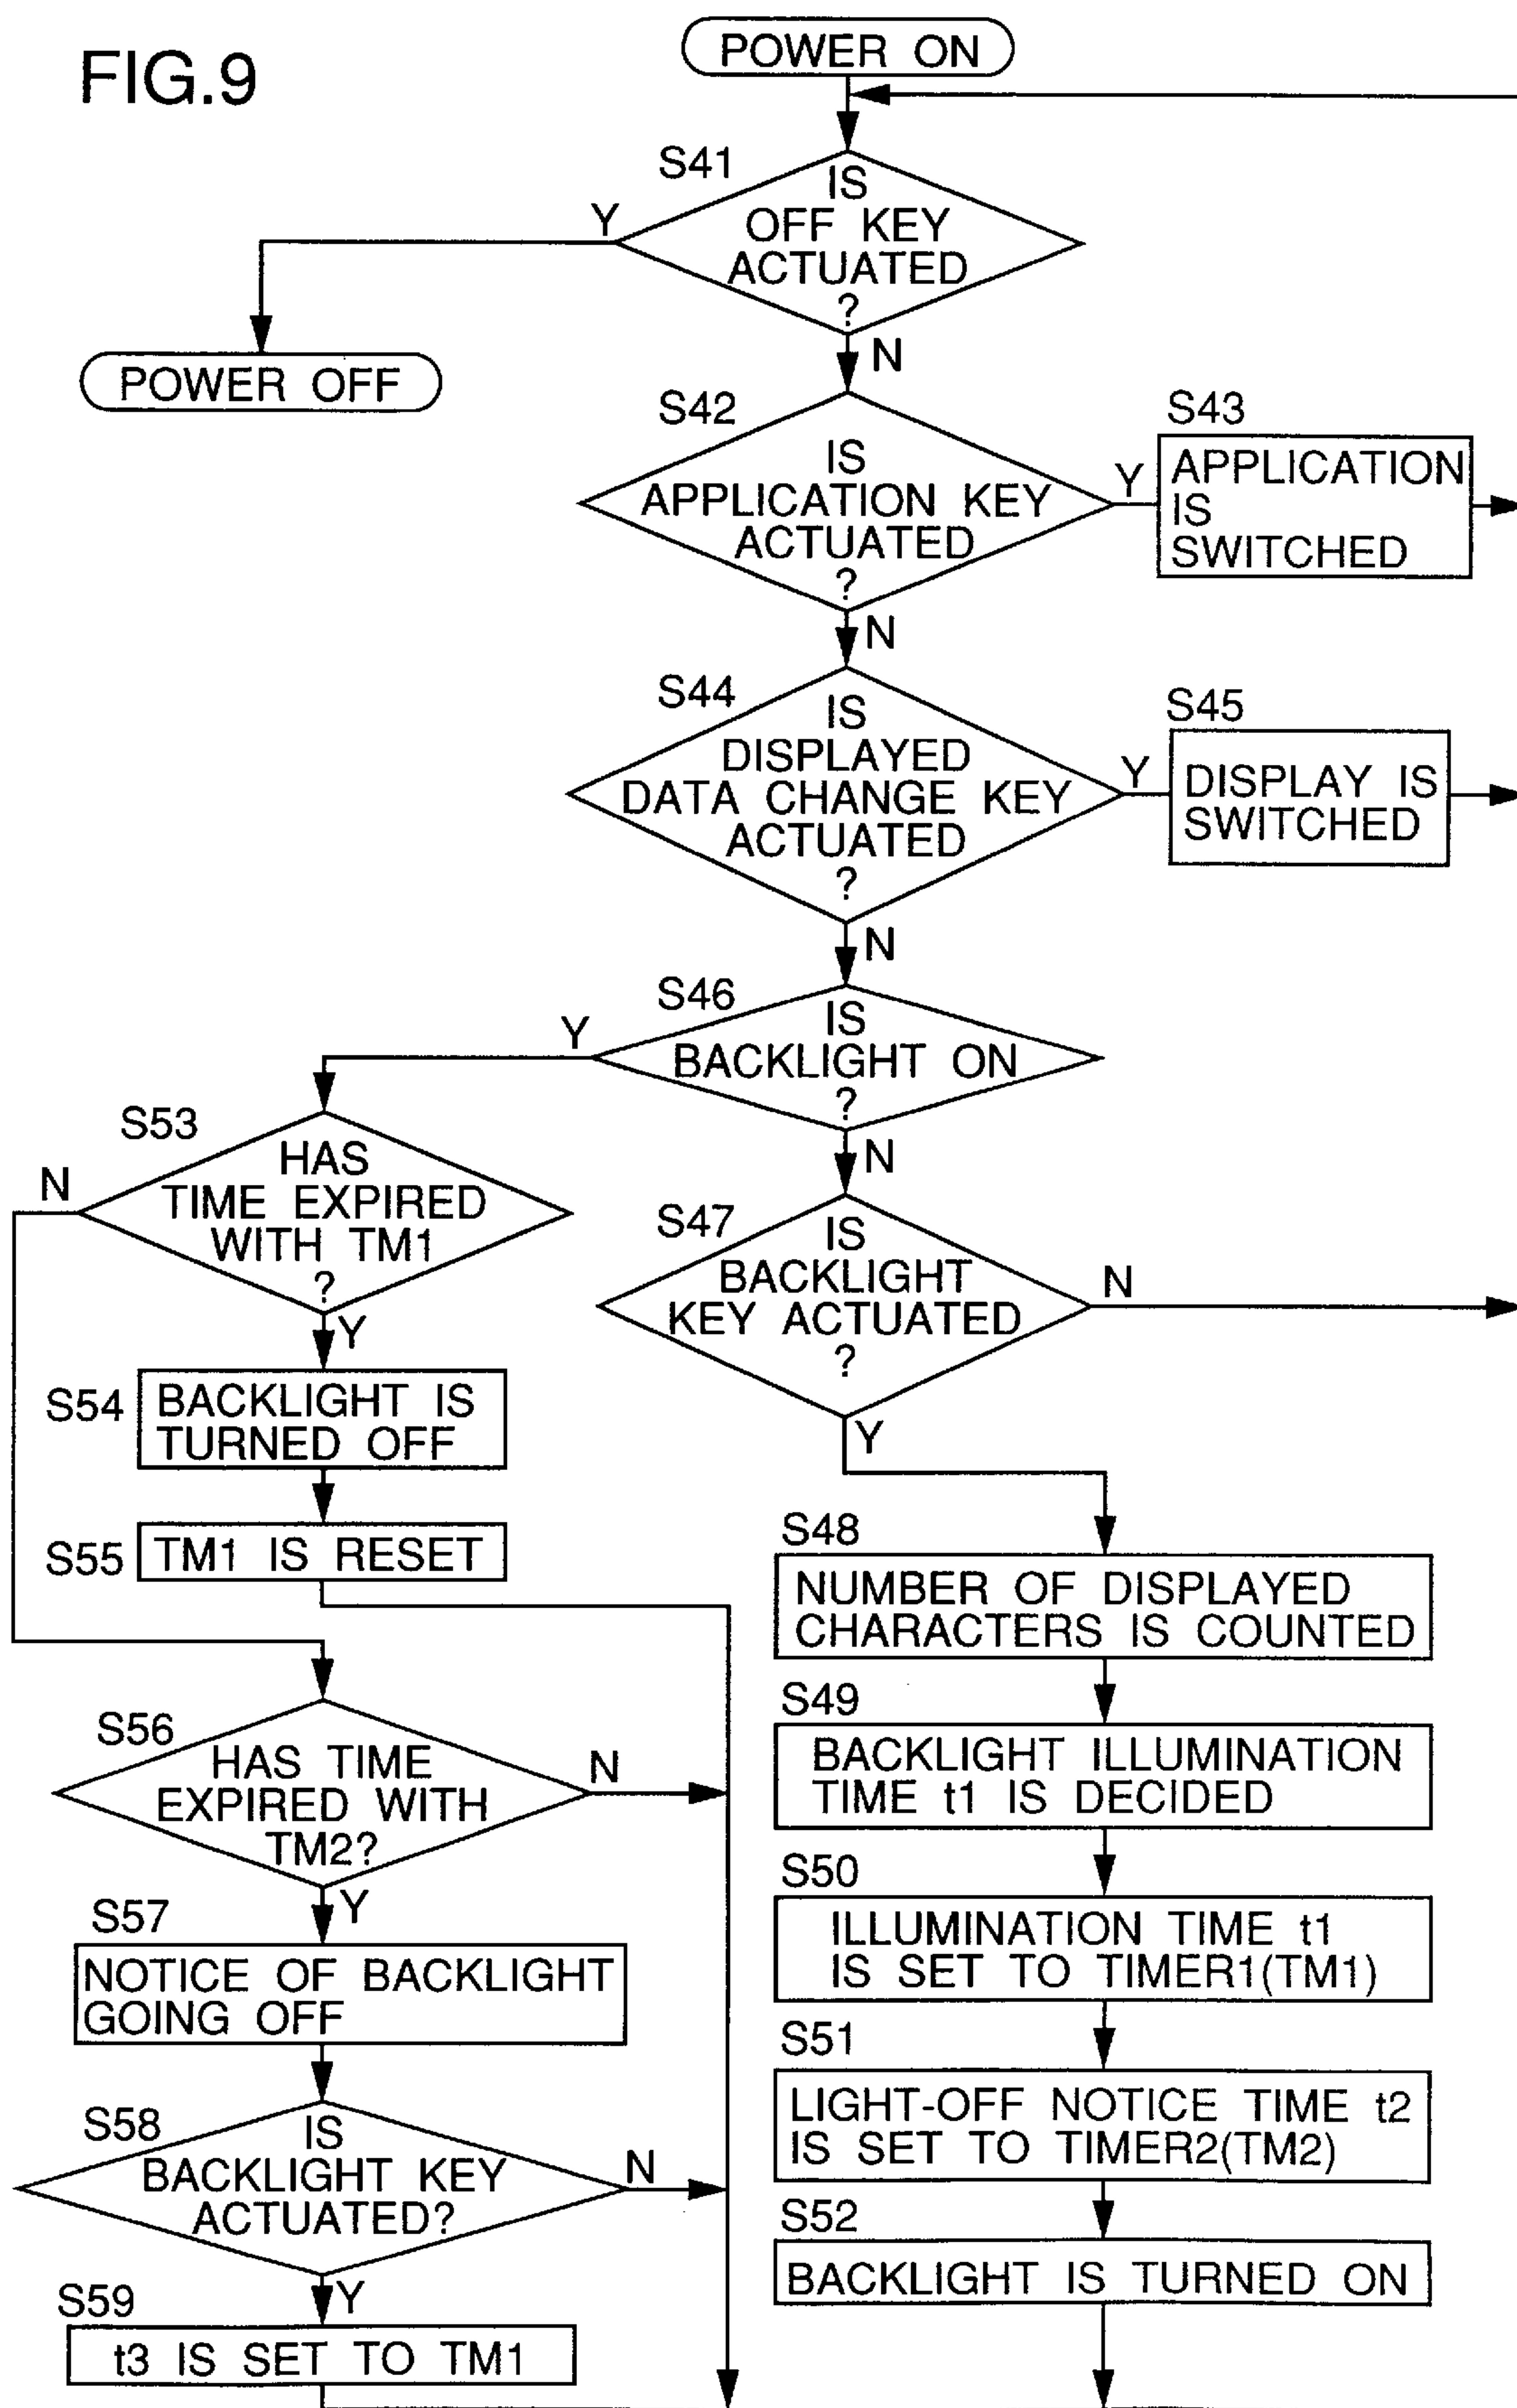 FIG.9
POWER ON
S41
IS
OFF KEY
ACTUATED
?
Y
N
POWER OFF
S42
IS
APPLICATION KEY
ACTUATED
?
Y
N
S43
APPLICATION
IS
SWITCHED
S44
IS
DISPLAYED
DATA CHANGE KEY
ACTUATED
?
Y
N
S45
DISPLAY IS
SWITCHED
S46
IS
BACKLIGHT ON
?
Y
N
S53
HAS
TIME EXPIRED
WITH TM1
?
N
Y
S47
IS
BACKLIGHT
KEY ACTUATED
?
N
Y
S54
BACKLIGHT IS
TURNED OFF
S55
TM1 IS RESET
S48
NUMBER OF DISPLAYED
CHARACTERS IS COUNTED
S49
BACKLIGHT ILLUMINATION
TIME t1 IS DECIDED
S50
ILLUMINATION TIME t1
IS SET TO TIMER1(TM1)
S51
LIGHT-OFF NOTICE TIME t2
IS SET TO TIMER2(TM2)
S52
BACKLIGHT IS TURNED ON
S56
HAS TIME
EXPIRED WITH
TM2?
N
Y
S57
NOTICE OF BACKLIGHT
GOING OFF
S58
IS
BACKLIGHT KEY
ACTUATED?
N
Y
S59
t3 IS SET TO TM1